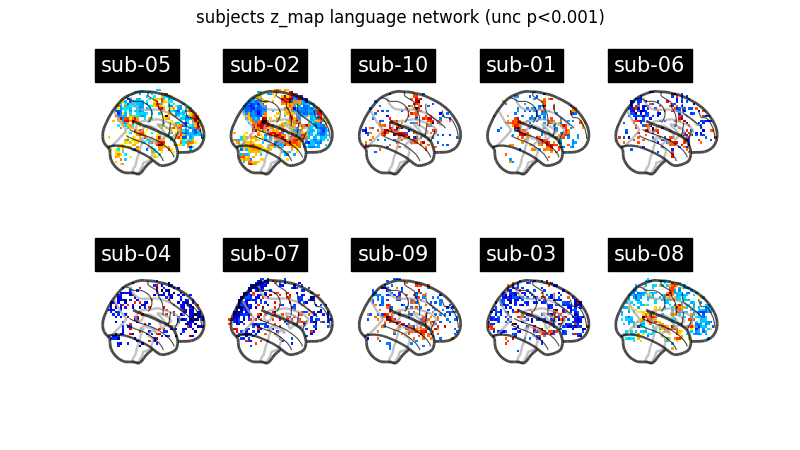 subjects z_map language network (unc p<0.001)
sub-05
sub-02
sub-10
sub-01
sub-06
sub-04
sub-07
sub-09
sub-03
sub-08